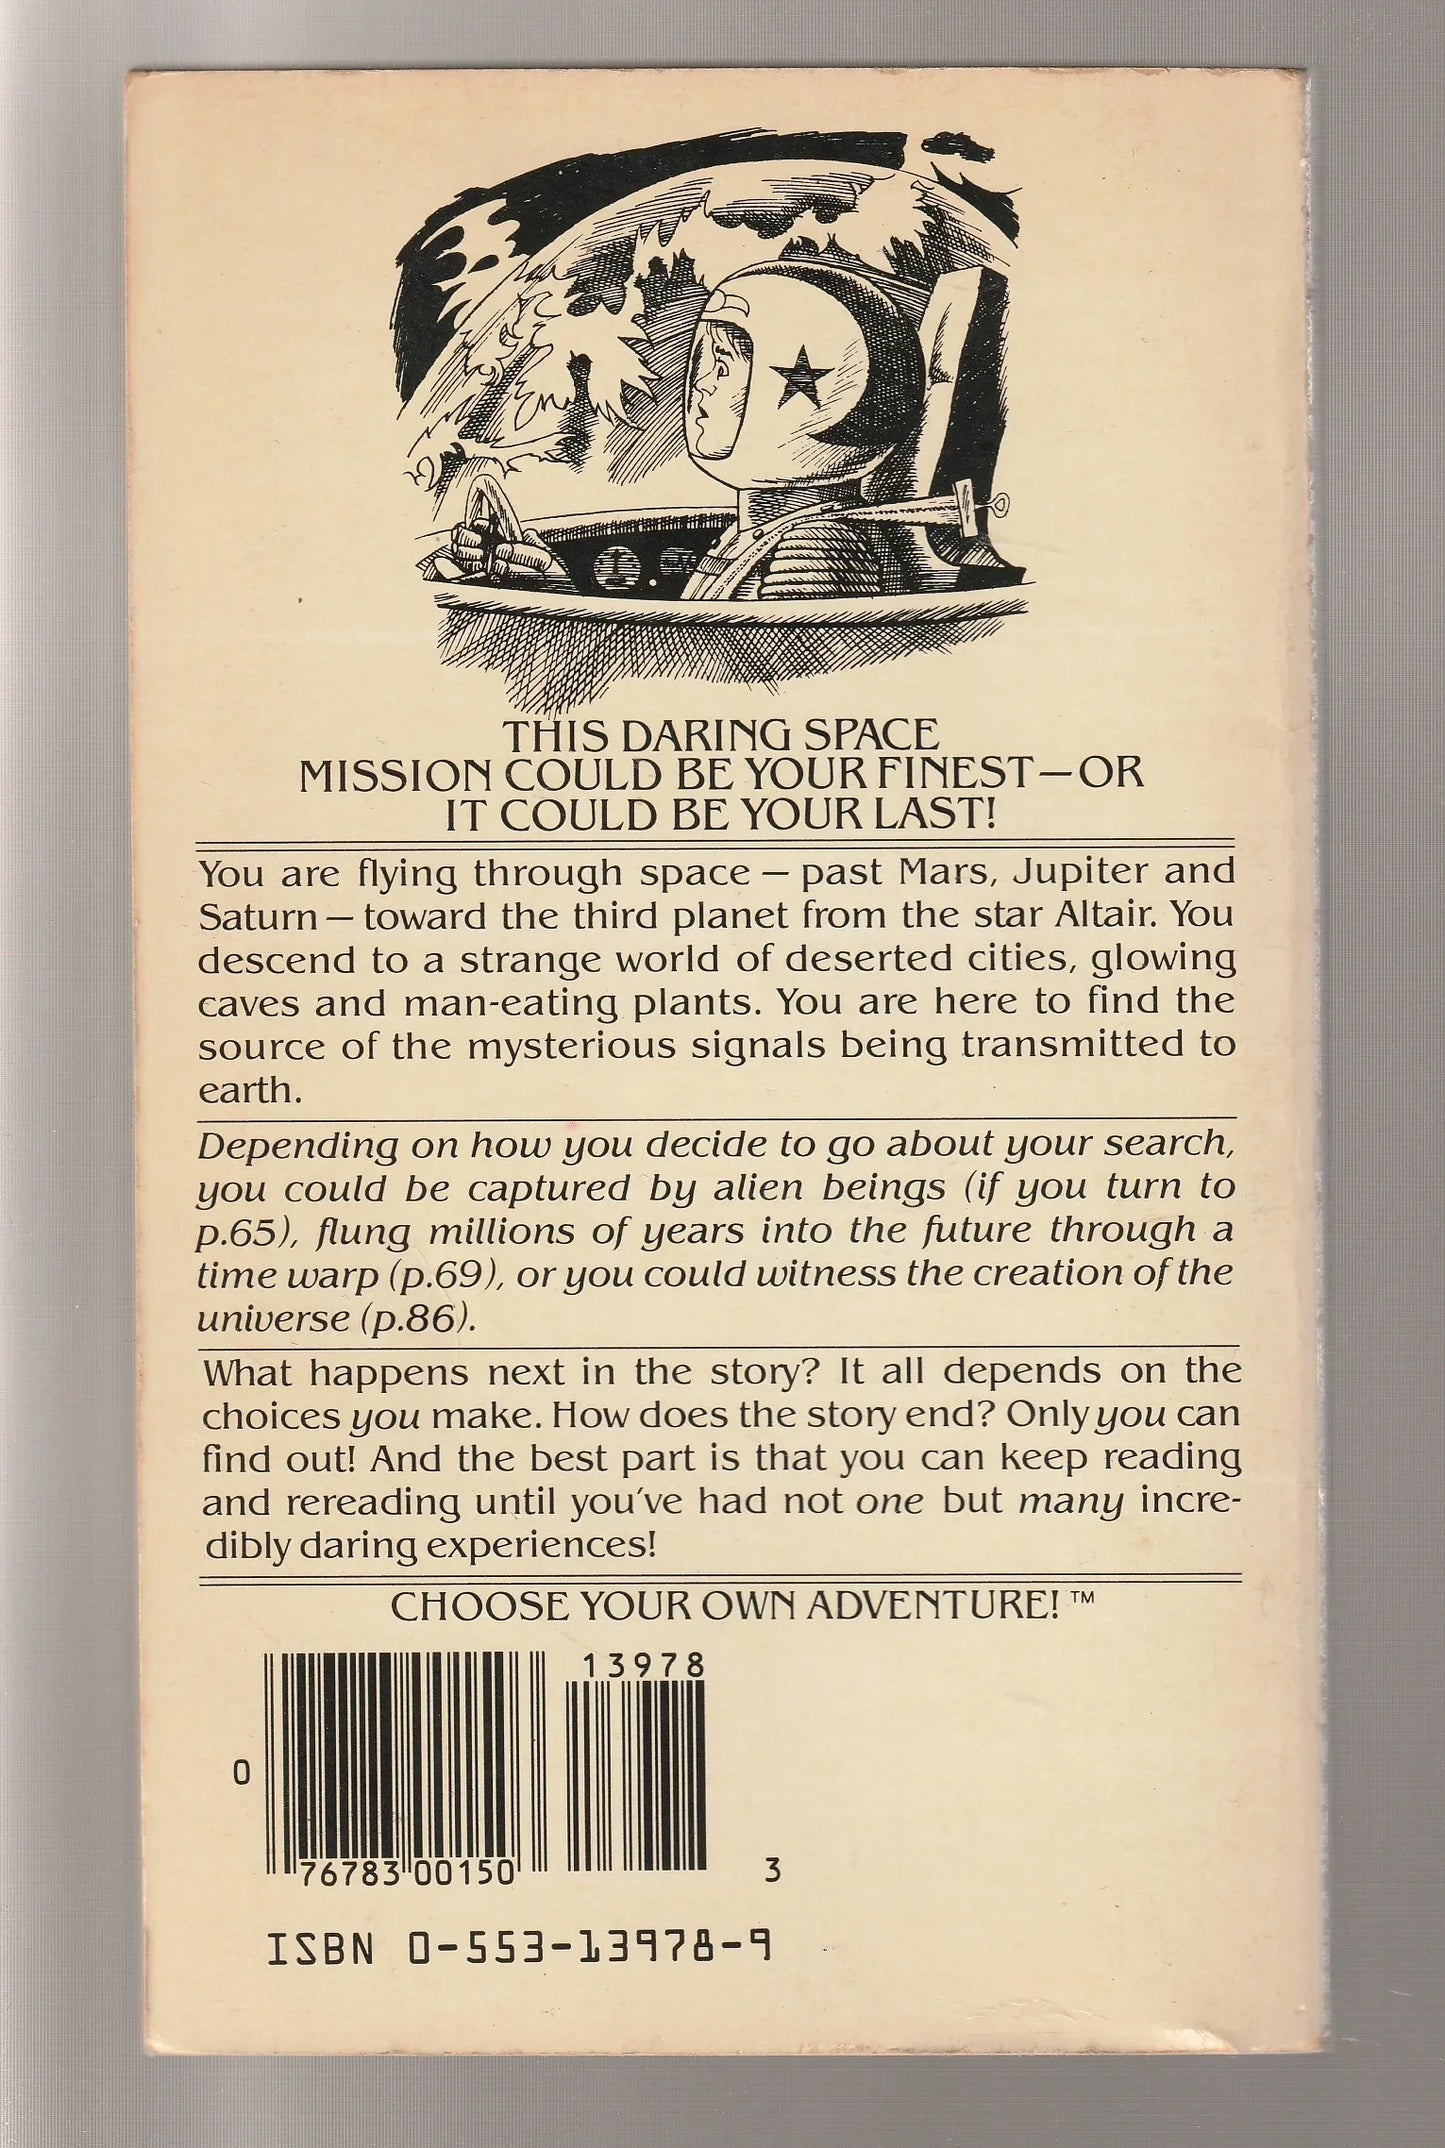 THIS DARING SPACE
MISSION COULD BE YOUR FINEST—OR
IT COULD BE YOUR LAST!
You are flying through space — past Mars, Jupiter and
Saturn — toward the third planet from the star Altair. You
descend to a strange world of deserted cities, glowing
caves and man-eating plants. You are here to find the
source of the mysterious signals being transmitted to
earth.
Depending on how you decide to go about your search,
you could be captured by alien beings (if you turn to
p.65), flung millions of years into the future through a
time warp (p.69), or you could witness the creation of the
universe (p.86).
What happens next in the story? It all depends on the
choices you make. How does the story end? Only you can
find out! And the best part is that you can keep reading
and rereading until you've had not one but many incre-
dibly daring experiences!
CHOOSE YOUR OWN ADVENTURE!™
13978
0
76783 00150
3
ISBN 0-553-13978-9